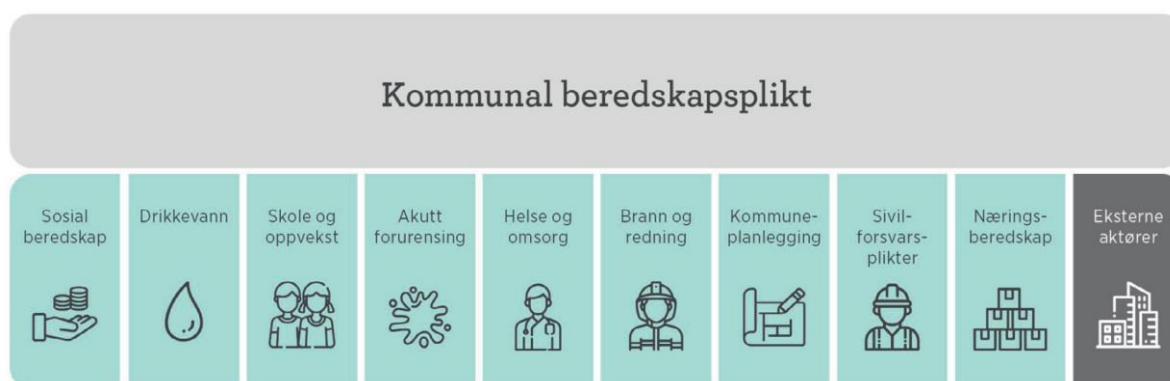 Kommunal beredskapsplikt
Sosial
beredskap
Drikkevann
Skole og
oppvekst
Akutt
forurensing
Helse og
omsorg
Brann og
redning
Kommune-
planlegging
Sivil-
forsvars-
plikter
Nærings-
beredskap
Eksterne
aktører